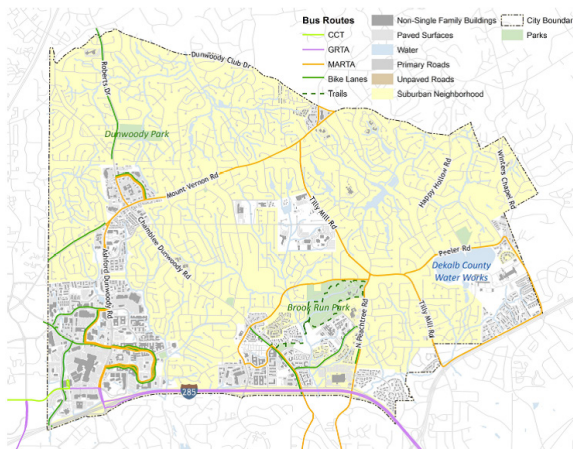 Bus Routes
CCT
GRTA
MARTA
Bike Lanes
Trails
Non-Single Family Buildings
Paved Surfaces
Water
Primary Roads
Unpaved Roads
Suburban Neighborhood
City Boundar
Parks
Roberts Dr
Dunwoody Club Dr
Dunwoody Park
Mount Vernon Rd
Chamblee Dunwoody Rd
Ashford Dunwoody Rd
Tilly Mill Rd
Happy Hollow Rd
Winters Chapel Rd
Peeler Rd
Dekalb County
Water Works
Brook Run Park
N Peachtree Rd
Tilly Mill Rd
285